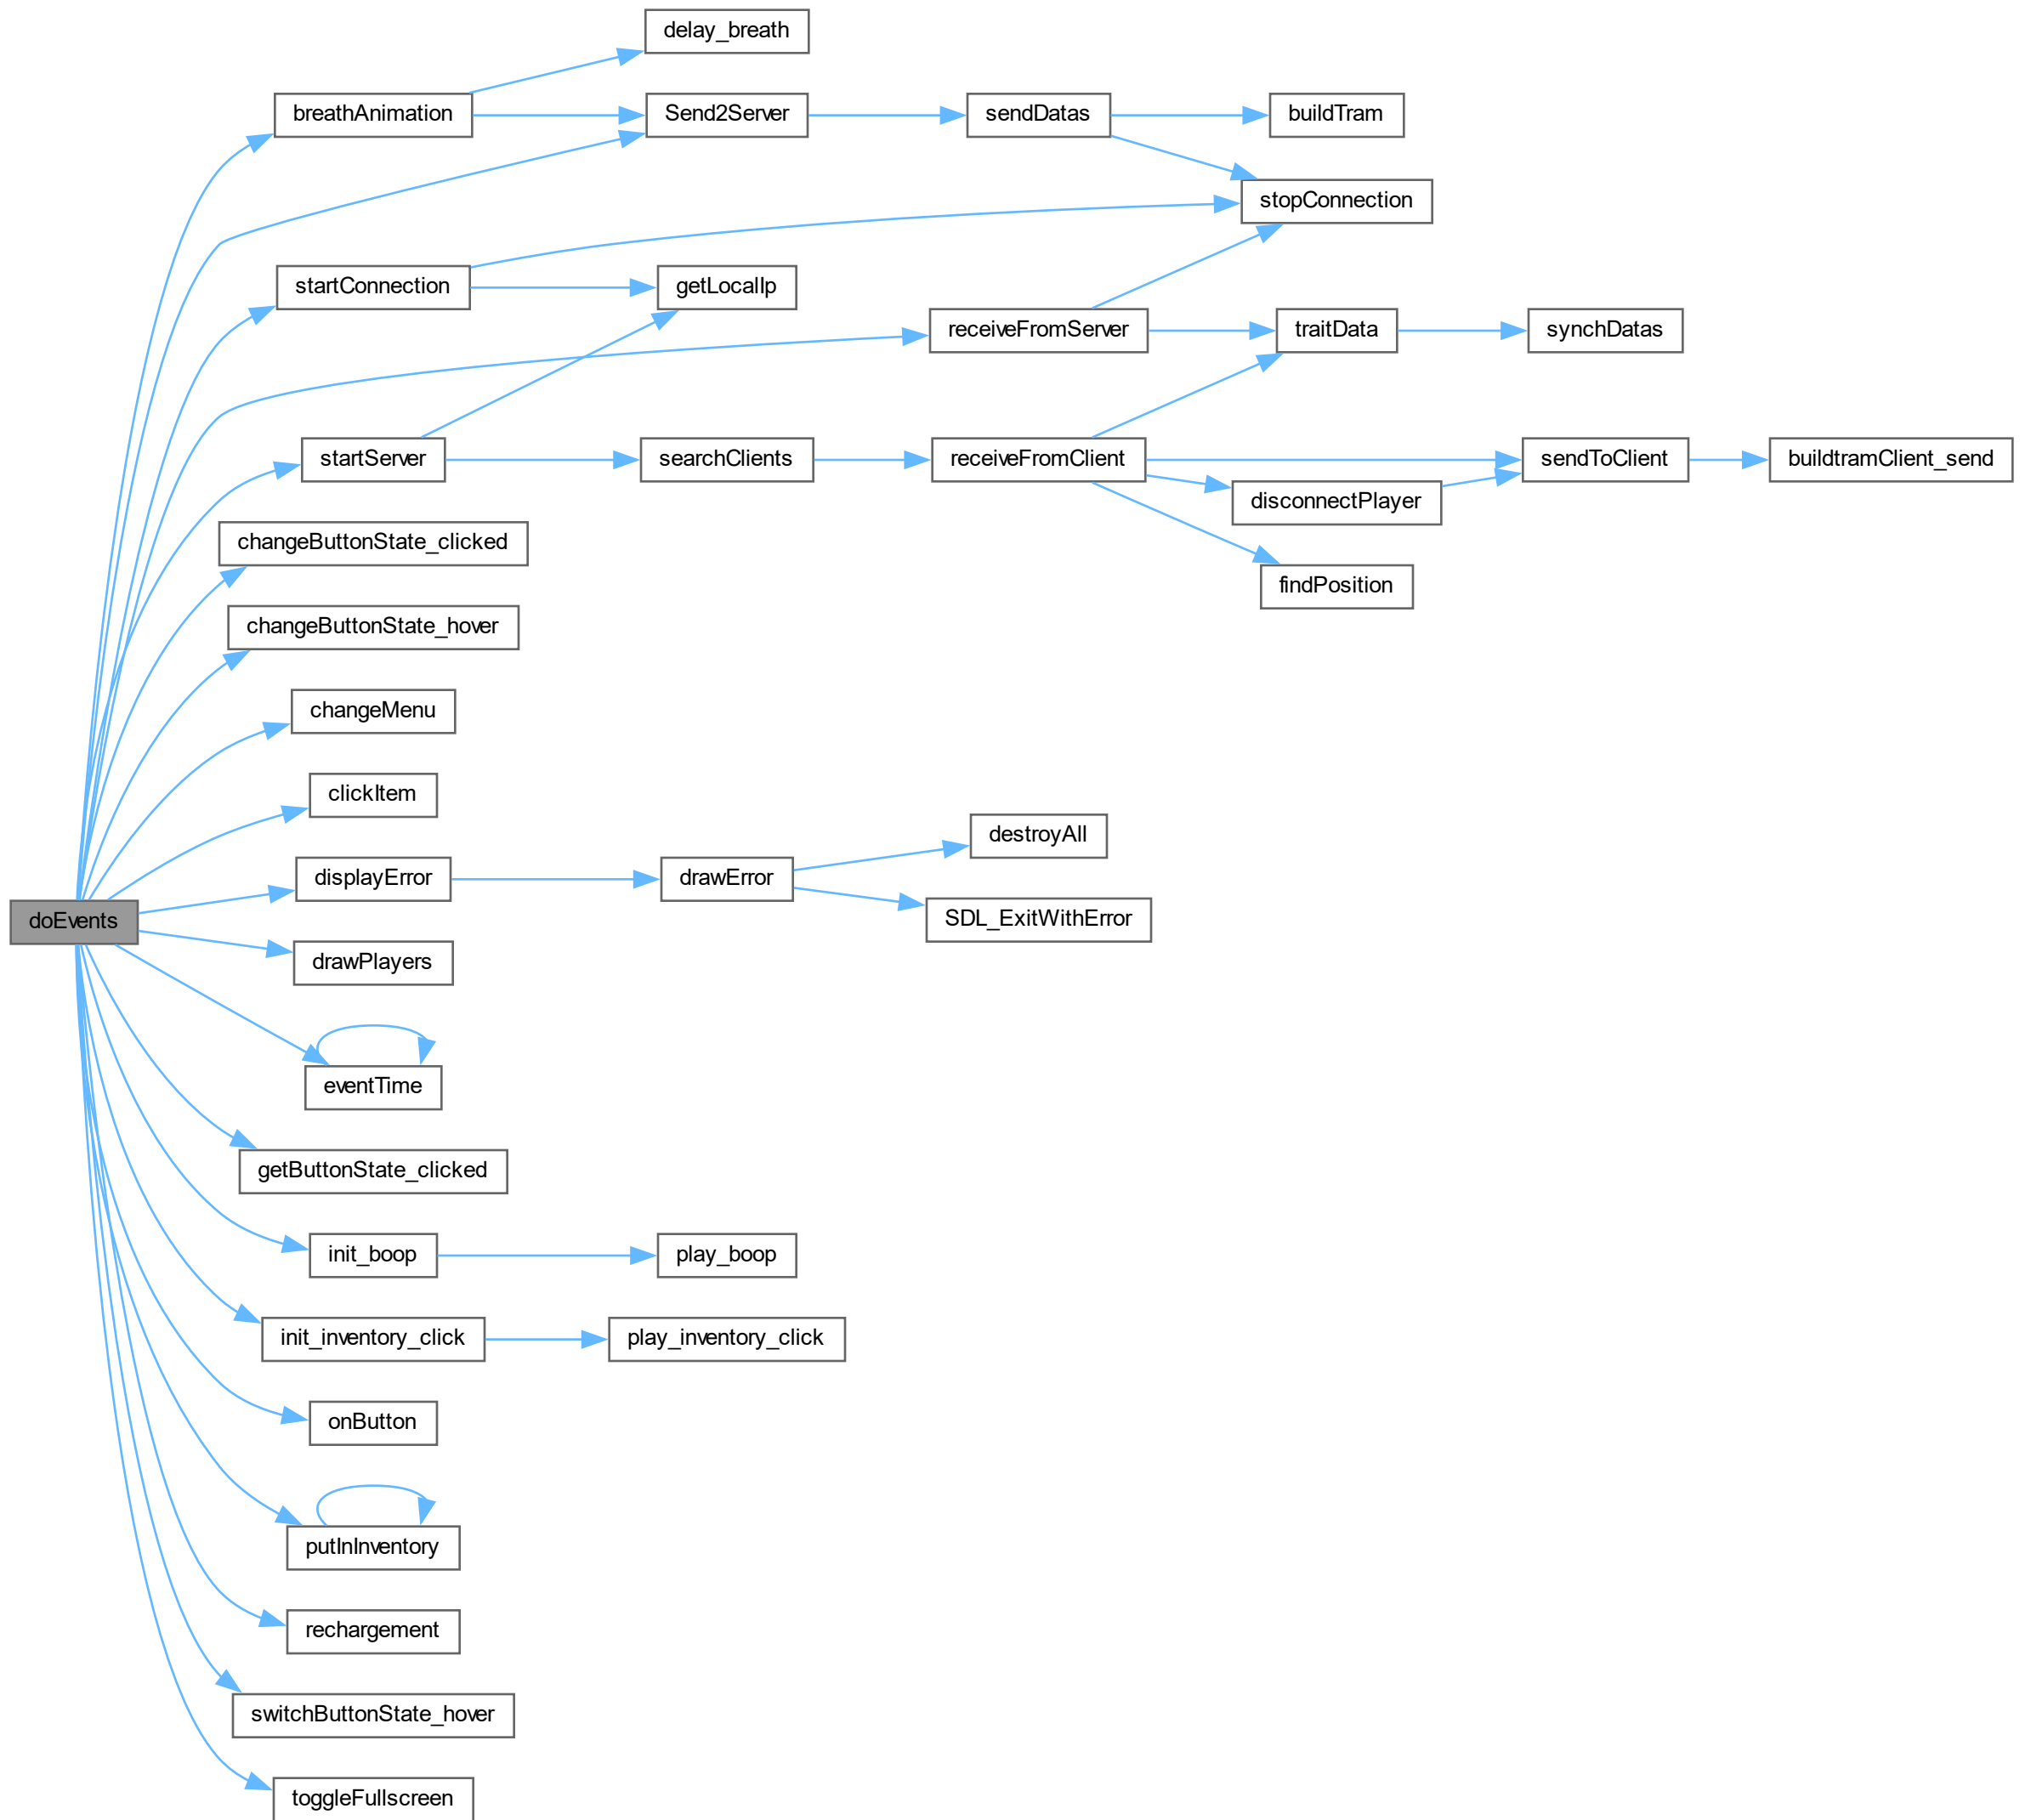 delay_breath
breathAnimation
Send2Server
sendDatas
buildTram
stopConnection
startConnection
getLocalIp
receiveFromServer
traitData
synchDatas
startServer
searchClients
receiveFromClient
sendToClient
buildtramClient_send
disconnectPlayer
changeButtonState_clicked
findPosition
changeButtonState_hover
changeMenu
clickItem
destroyAll
displayError
drawError
doEvents
SDL_ExitWithError
drawPlayers
eventTime
getButtonState_clicked
init_boop
play_boop
init_inventory_click
play_inventory_click
onButton
putInInventory
rechargement
switchButtonState_hover
toggleFullscreen